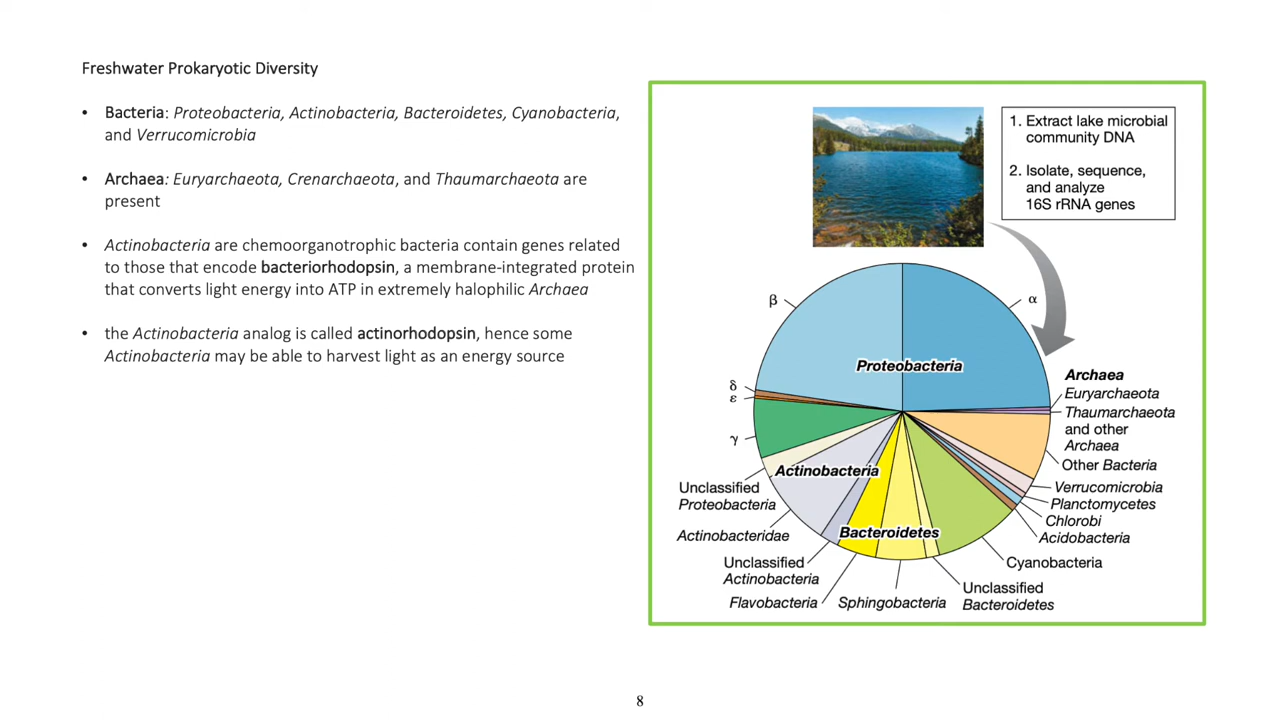 Freshwater Prokaryotic Diversity
• Bacteria: Proteobacteria, Actinobacteria, Bacteroidetes, Cyanobacteria,
and Verrucomicrobia
• Archaea: Euryarchaeota, Crenarchaeota, and Thaumarchaeota are
present
• Actinobacteria are chemoorganotrophic bacteria contain genes related
to those that encode bacteriorhodopsin, a membrane-integrated protein
that converts light energy into ATP in extremely halophilic Archaea
• the Actinobacteria analog is called actinorhodopsin, hence some
Actinobacteria may be able to harvest light as an energy source
1. Extract lake microbial
community DNA
2. Isolate, sequence,
and analyze
16S rRNA genes
β
α
Proteobacteria
δ
ε
γ
Archaea
Euryarchaeota
Thaumarchaeota
and other
Archaea
Other Bacteria
Verrucomicrobia
Planctomycetes
Chlorobi
Acidobacteria
Actinobacteria
Unclassified
Proteobacteria
Actinobacteridae
Bacteroidetes
Unclassified
Actinobacteria
Flavobacteria
Sphingobacteria
Cyanobacteria
Unclassified
Bacteroidetes
8